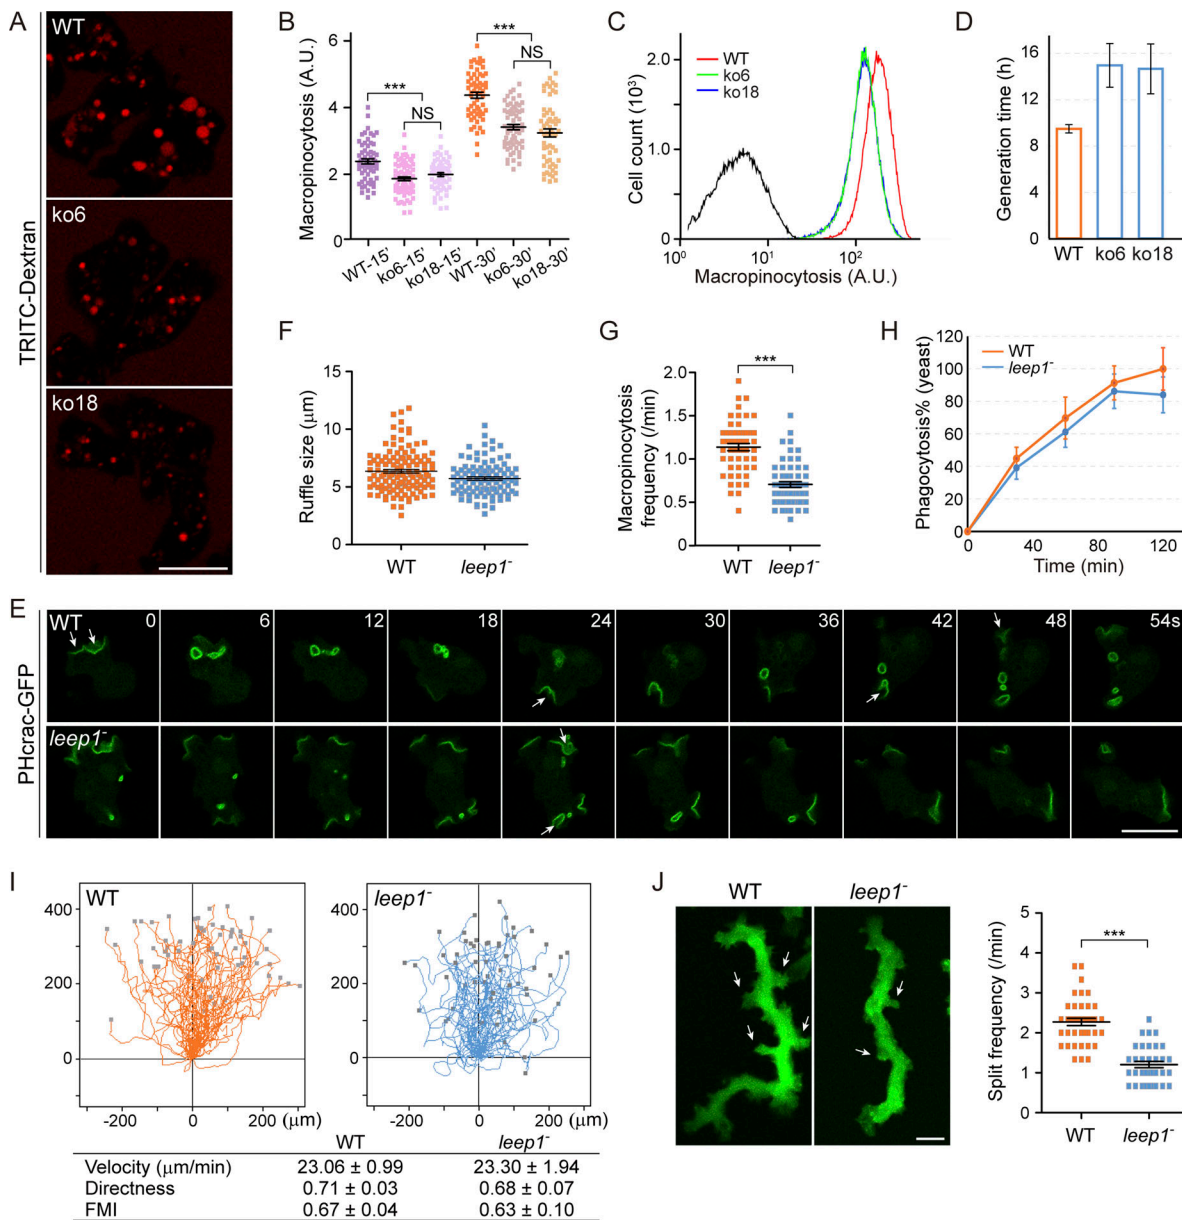 A
TRITC-Dextran
WT
ko6
ko18
B
Macropinocytosis (A.U.)
6
4
2
0
***
NS
***
NS
WT-15'
ko6-15'
ko18-15'
WT-30'
ko6-30'
ko18-30'
C
Cell count (10³)
2.0
1.0
0
WT
ko6
ko18
10⁰ 10¹ 10²
Macropinocytosis (A.U.)
D
Generation time (h)
16
12
8
4
0
WT ko6 ko18
F
Ruffle size (μm)
15
10
5
0
WT leep1⁻
G
Macropinocytosis
frequency (/min)
2.0
1.5
1.0
0.5
0
***
WT leep1⁻
H
Phagocytosis% (yeast)
120
100
80
60
40
20
0
WT
leep1⁻
0 40 80 120
Time (min)
E
PHcrac-GFP
WT 0 6 12 18 24 30 36 42 48 54s
leep1⁻
I
WT
400
200
0
-200 0 200 (μm)
leep1⁻
400
200
0
-200 0 200 (μm)
WT leep1⁻
Velocity (μm/min) 23.06 ± 0.99 23.30 ± 1.94
Directness 0.71 ± 0.03 0.68 ± 0.07
FMI 0.67 ± 0.04 0.63 ± 0.10
J
WT leep1⁻
Split frequency (/min)
5
4
3
2
1
0
***
WT leep1⁻